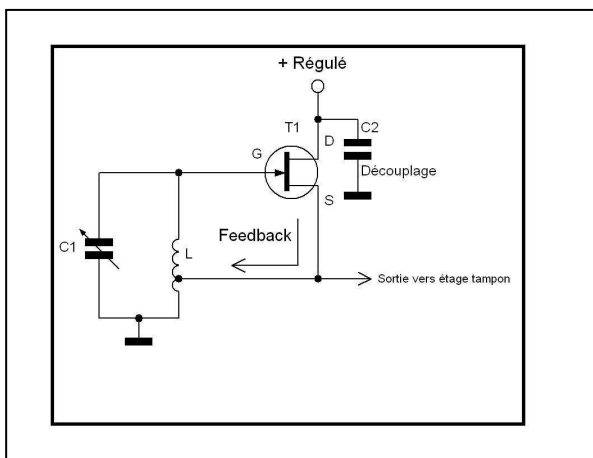 + Régulé
T1
D
C2
G
Découplage
S
Feedback
C1
L
Sortie vers étage tampon